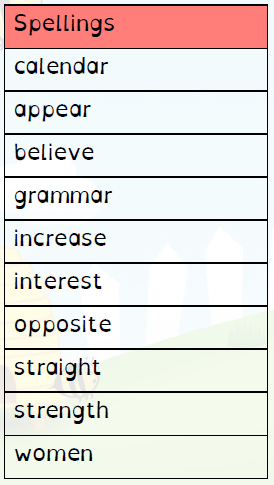 Spellings
calendar
appear
believe
grammar
increase
interest
opposite
straight
strength
women